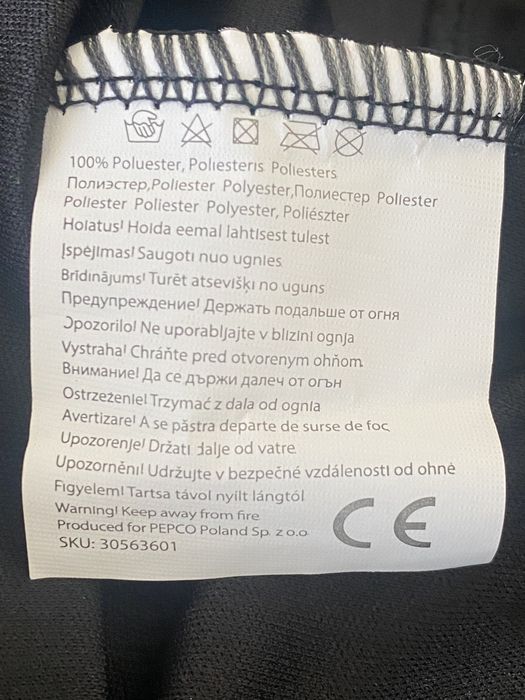 100% Poluester, Poliesteris Poliesters
Полиэстер,Poliester Polyester,Полиестер Poliester
Poliester Poliester Polyester, Poliészter
Hoiatus! Hoida eemal lahtisest tulest
Įspėjimas! Saugoti nuo ugnies
Brīdinājums! Turēt atsevišķi no uguns
Предупреждение! Держать подальше от огня
Opozorilo! Ne uporabljajte v blizini ognja
Vystraha! Chráňte pred otvorenym ohňom
Внимание! Да се държи далеч от огън
Ostrzeżenie! Trzymać z dala od ognia
Avertizare! A se păstra departe de surse de foc
Upozorenje! Držati dalje od vatre
Upozornění! Udržujte v bezpečné vzdálenosti od ohně
Figyelem! Tartsa távol nyílt lángtól
Warning! Keep away from fire
Produced for PEPCO Poland Sp. z o.o
SKU: 30563601
CE